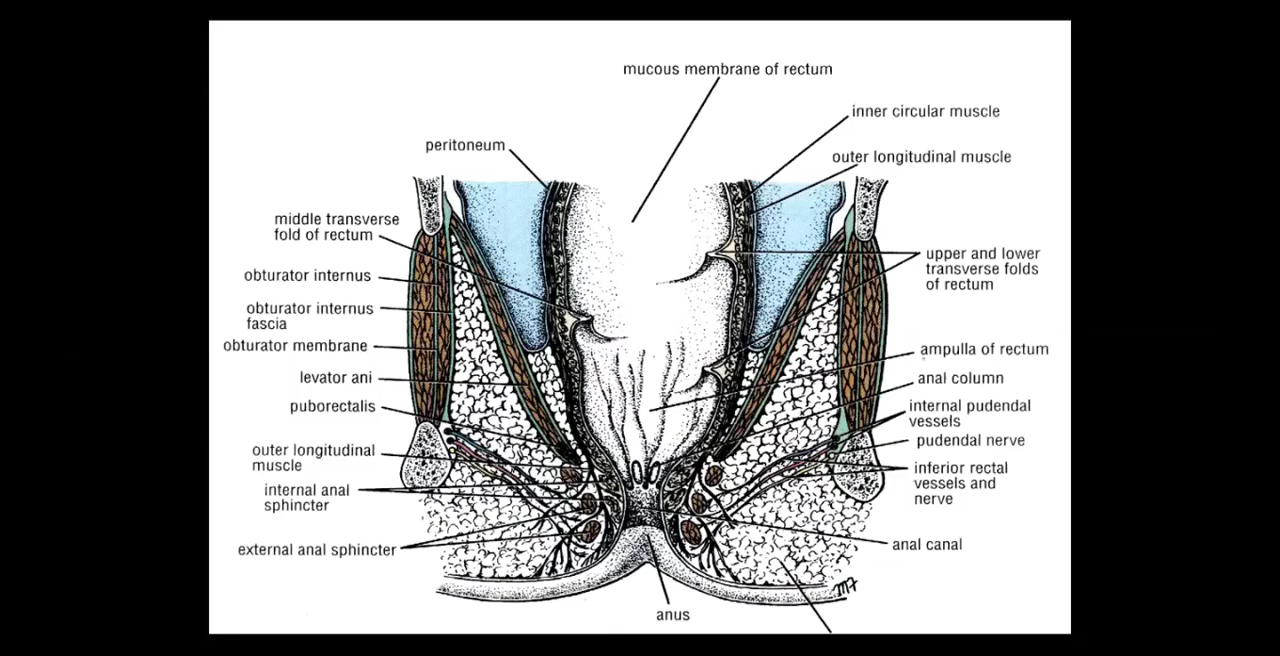 mucous membrane of rectum
inner circular muscle
peritoneum
outer longitudinal muscle
middle transverse
fold of rectum
upper and lower
transverse folds
of rectum
obturator internus
obturator internus
fascia
obturator membrane
ampulla of rectum
levator ani
anal column
puborectalis
internal pudendal
vessels
pudendal nerve
outer longitudinal
muscle
inferior rectal
vessels and
nerve
internal anal
sphincter
external anal sphincter
anal canal
anus